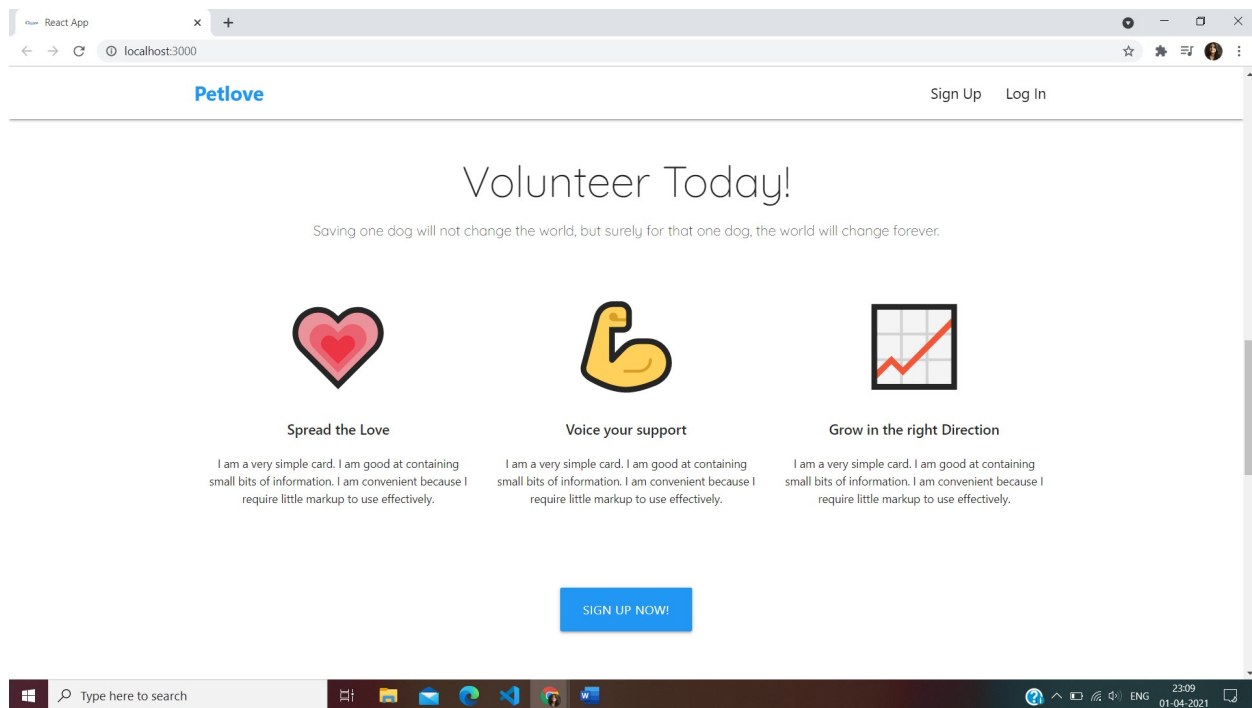 React App
localhost:3000
Petlove
Sign Up Log In
Volunteer Today!
Saving one dog will not change the world, but surely for that one dog, the world will change forever.
Spread the Love
I am a very simple card. I am good at containing
small bits of information. I am convenient because I
require little markup to use effectively.
Voice your support
I am a very simple card. I am good at containing
small bits of information. I am convenient because I
require little markup to use effectively.
Grow in the right Direction
I am a very simple card. I am good at containing
small bits of information. I am convenient because I
require little markup to use effectively.
SIGN UP NOW!
Type here to search
ENG
23:09
01-04-2021